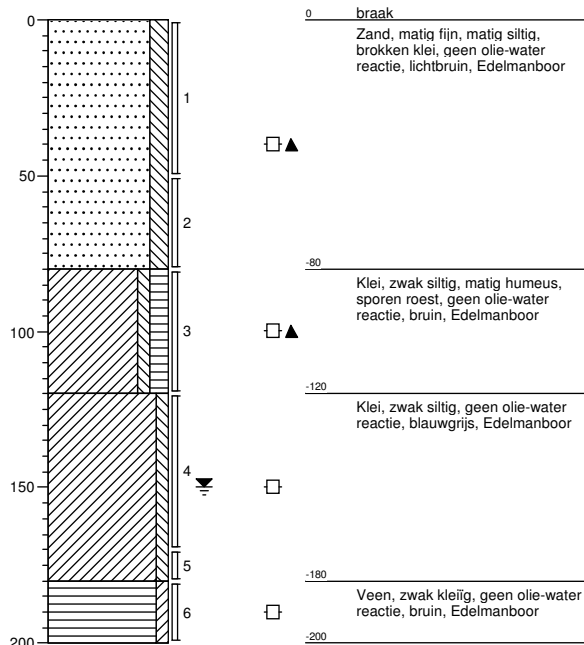 0
50
100
150
200
1
2
3
4
5
6
0
braak
Zand, matig fijn, matig siltig,
brokken klei, geen olie-water
reactie, lichtbruin, Edelmanboor
-80
Klei, zwak siltig, matig humeus,
sporen roest, geen olie-water
reactie, bruin, Edelmanboor
-120
Klei, zwak siltig, geen olie-water
reactie, blauwgrijs, Edelmanboor
-180
Veen, zwak kleiïg, geen olie-water
reactie, bruin, Edelmanboor
-200